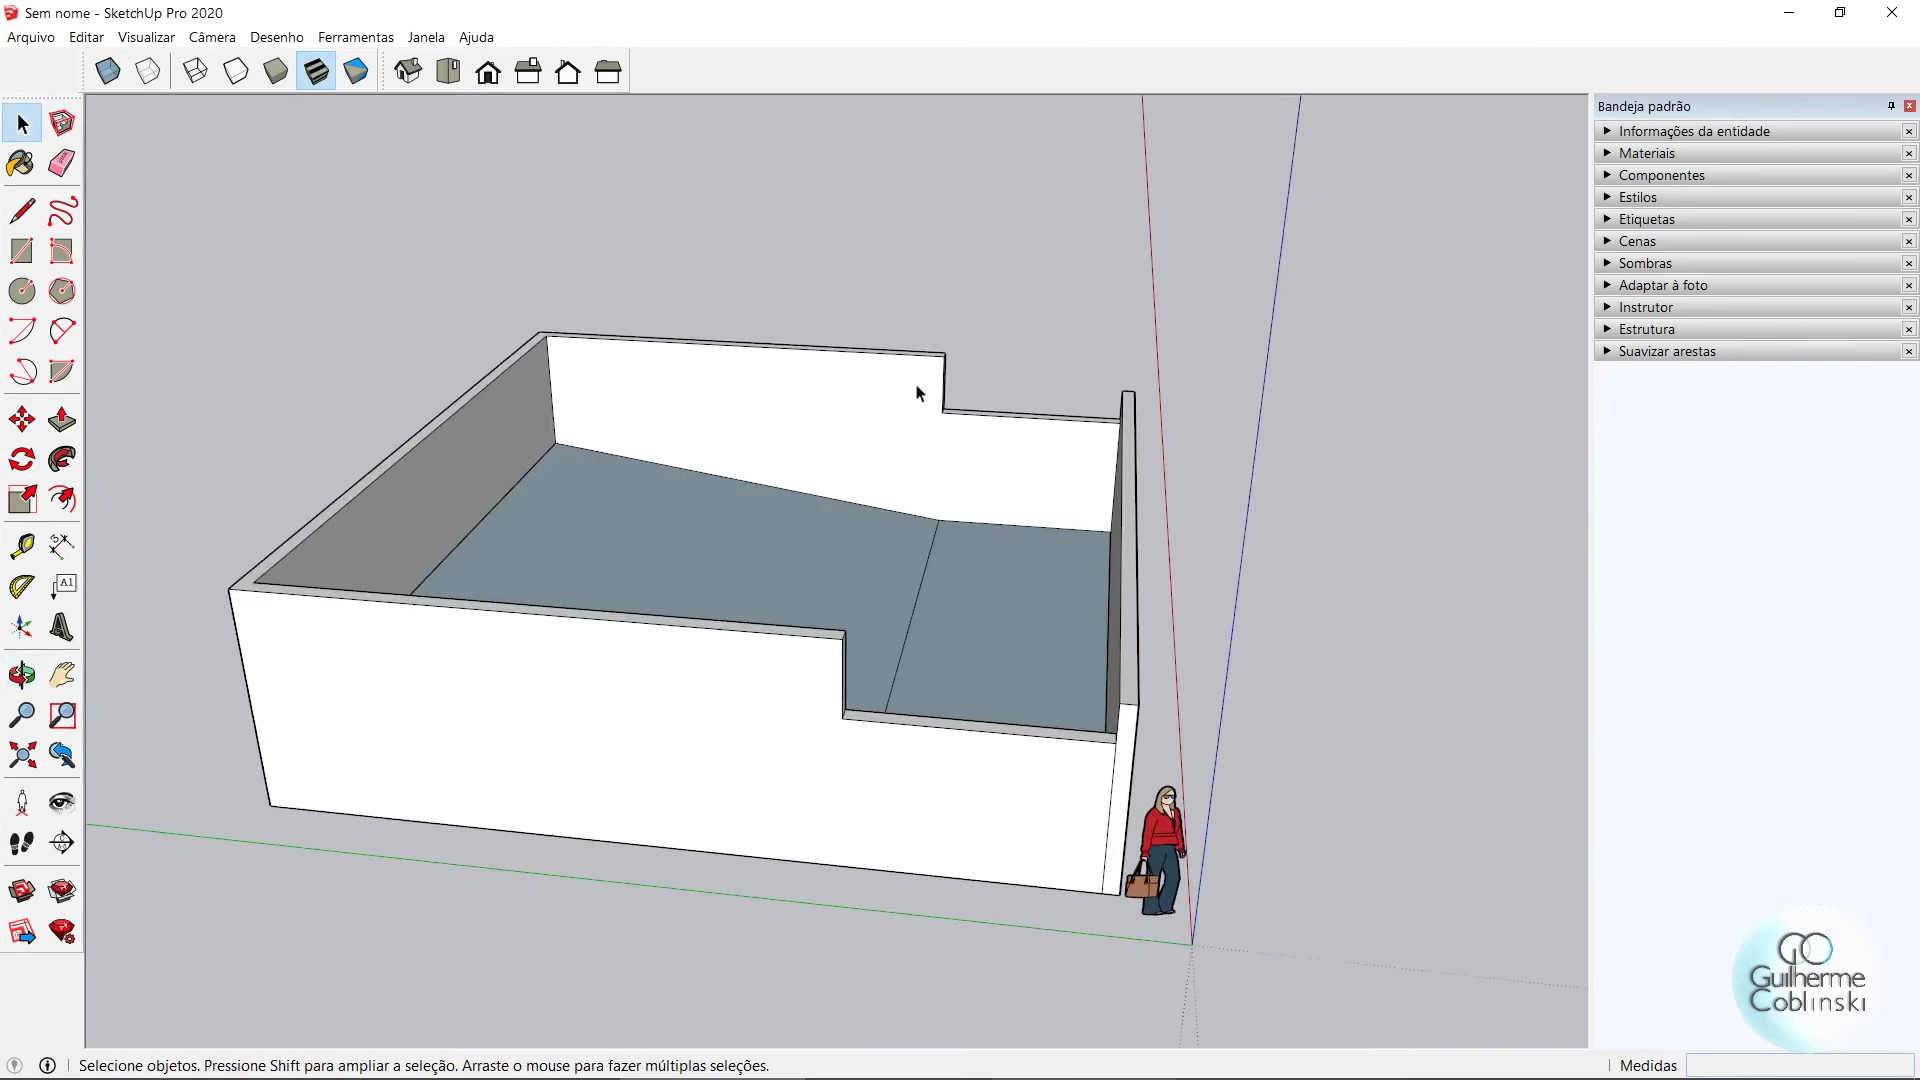 Sem nome - SketchUp Pro 2020
Arquivo Editar Visualizar Câmera Desenho Ferramentas Janela Ajuda
Bandeja padrão
Informações da entidade
Materiais
Componentes
Estilos
Etiquetas
Cenas
Sombras
Adaptar à foto
Instrutor
Estrutura
Suavizar arestas
A1
GC
Guilherme
Coblinski
Selecione objetos. Pressione Shift para ampliar a seleção. Arraste o mouse para fazer múltiplas seleções.
Medidas